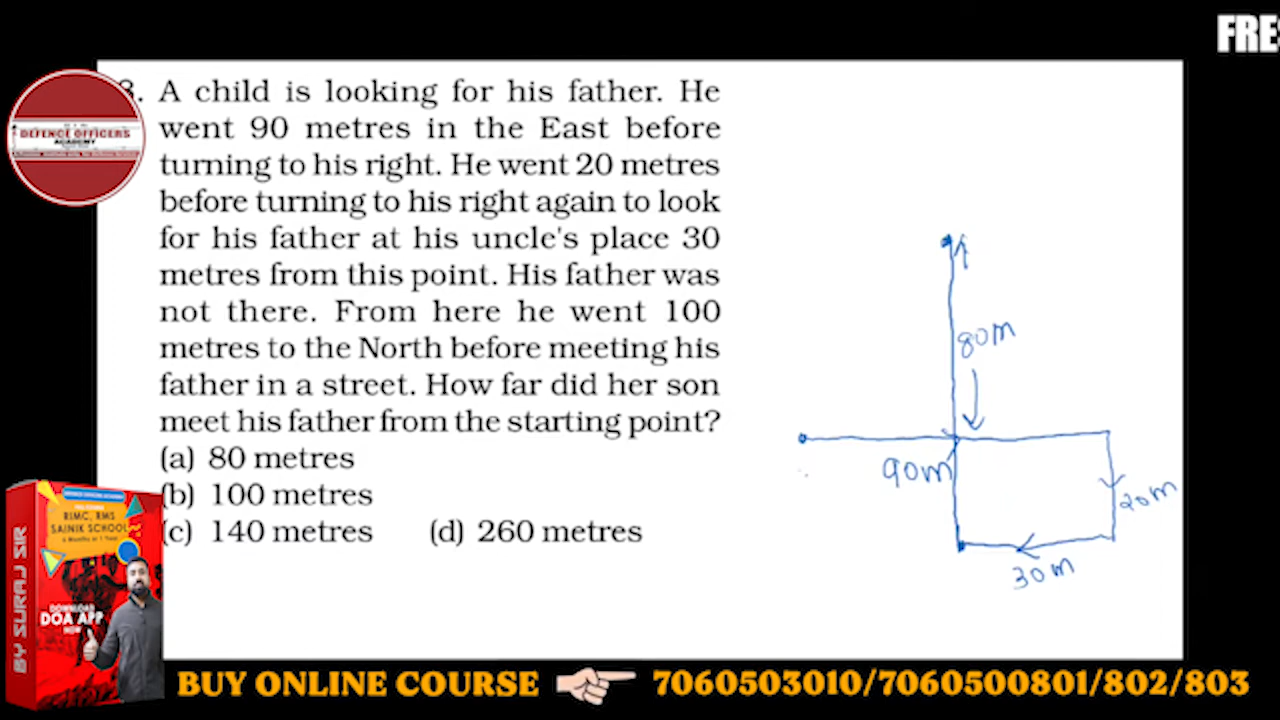 FRE
3. A child is looking for his father. He
went 90 metres in the East before
turning to his right. He went 20 metres
before turning to his right again to look
for his father at his uncle's place 30
metres from this point. His father was
not there. From here he went 100
metres to the North before meeting his
father in a street. How far did her son
meet his father from the starting point?
(a) 80 metres
(b) 100 metres
(c) 140 metres (d) 260 metres
80m
90m
20m
30m
DEFENCE OFFICERS
ACADEMY
DEFENCE OFFICERS ACADEMY
RIMC, RMS
SAINIK SCHOOL
DOWNLOAD
DOA APP
NOW
BY SURAJ SIR
BUY ONLINE COURSE 7060503010/7060500801/802/803